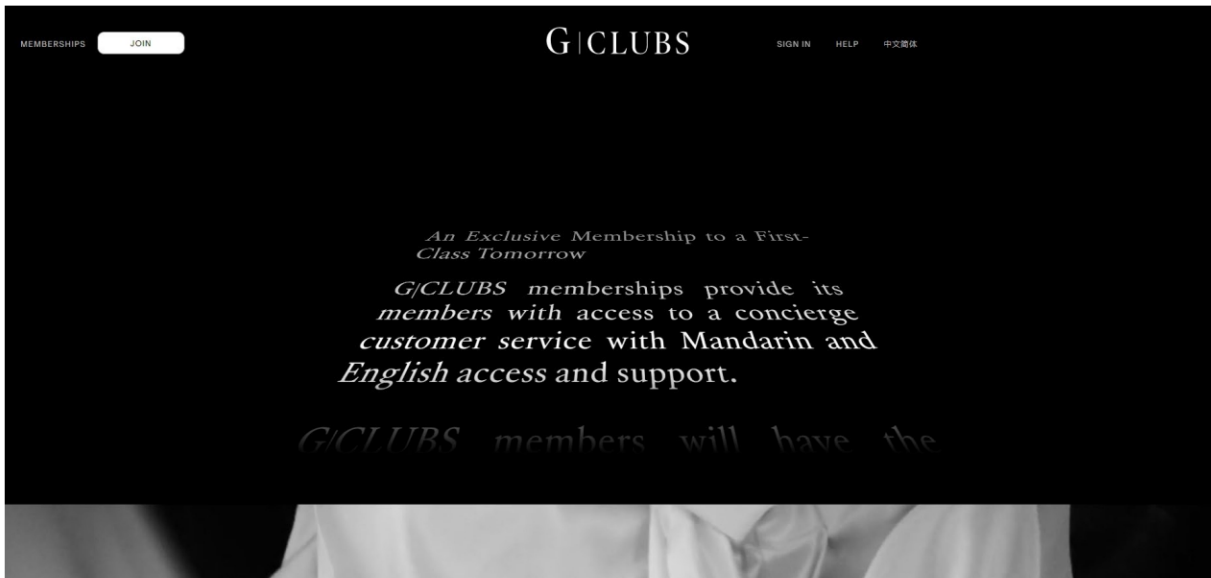 MEMBERSHIPS JOIN G|CLUBS SIGN IN HELP 中文简体
An Exclusive Membership to a First-
Class Tomorrow
G/CLUBS memberships provide its
members with access to a concierge
customer service with Mandarin and
English access and support.
G/CLUBS members will have the